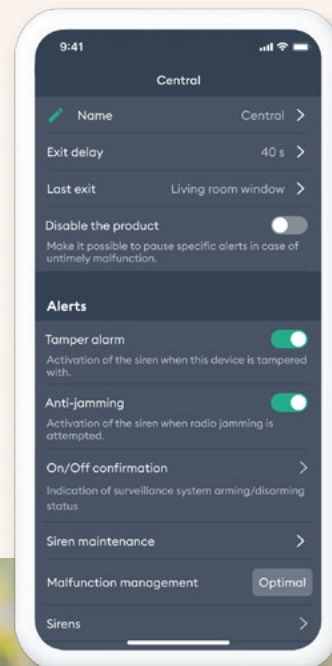 9:41
Central
Name Central
Exit delay 40 s
Last exit Living room window
Disable the product
Make it possible to pause specific alerts in case of
untimely malfunction.
Alerts
Tamper alarm
Activation of the siren when this device is tampered
with.
Anti-jamming
Activation of the siren when radio jamming is
attempted.
On/Off confirmation
Indication of surveillance system arming/disarming
status
Siren maintenance
Malfunction management Optimal
Sirens